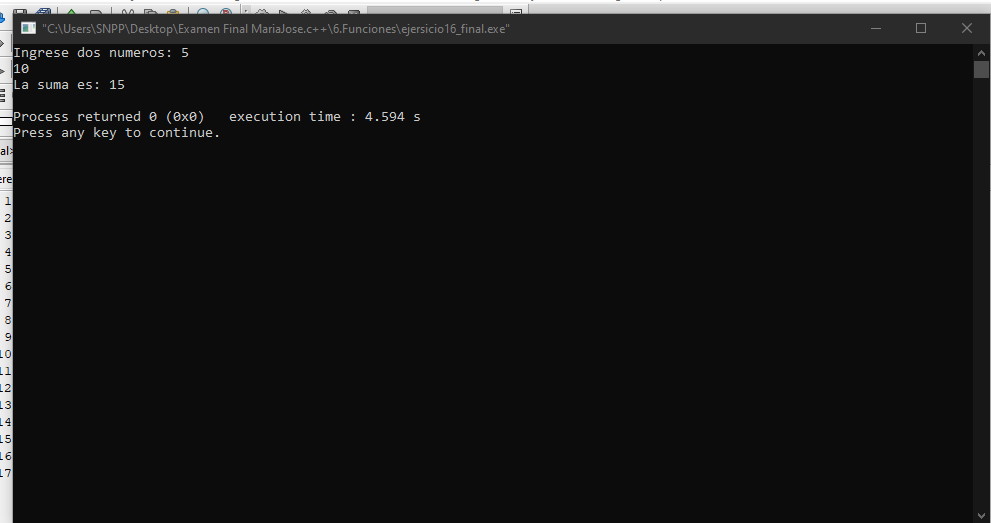 "C:\Users\SNPP\Desktop\Examen Final MariaJose.c++\6.Funciones\ejersicio16_final.exe"
Ingrese dos numeros: 5
10
La suma es: 15
Process returned 0 (0x0)   execution time : 4.594 s
Press any key to continue.
al>
ere
1
2
3
4
5
6
7
8
9
10
11
12
13
14
15
16
17